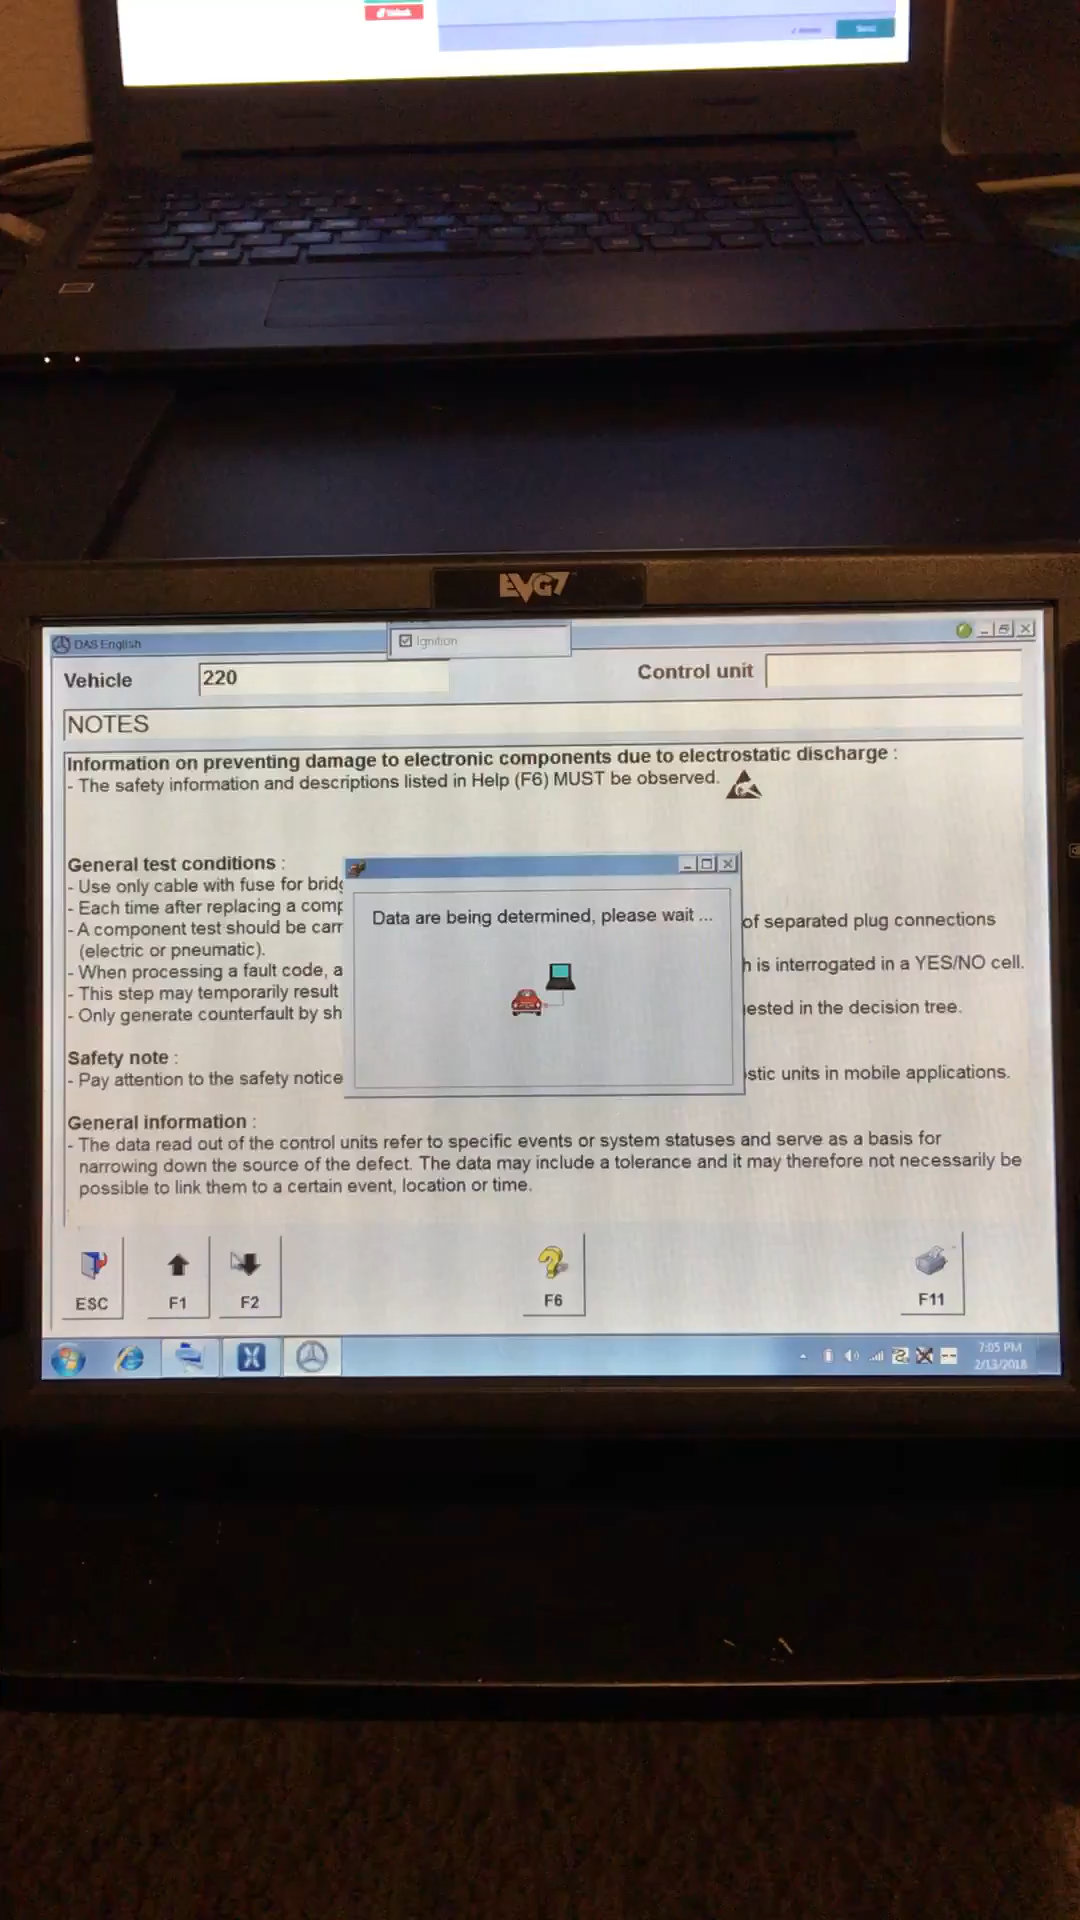 Unlock
EVG7
DAS English
Ignition
Vehicle
220
Control unit
NOTES
Information on preventing damage to electronic components due to electrostatic discharge :
- The safety information and descriptions listed in Help (F6) MUST be observed.
General test conditions :
- Use only cable with fuse for
- Each time after replacing a
- A component test should be
of separated plug connections
(electric or pneumatic).
- When processing a fault code, a
is interrogated in a YES/NO cell.
- This step may temporarily result
- Only generate counterfault by
in the decision tree.
Data are being determined, please wait ...
Safety note :
- Pay attention to the safety notice
units in mobile applications.
General information :
- The data read out of the control units refer to specific events or system statuses and serve as a basis for
narrowing down the source of the defect. The data may include a tolerance and it may therefore not necessarily be
possible to link them to a certain event, location or time.
ESC
F1
F2
F6
F11
7:05 PM
2/13/2018